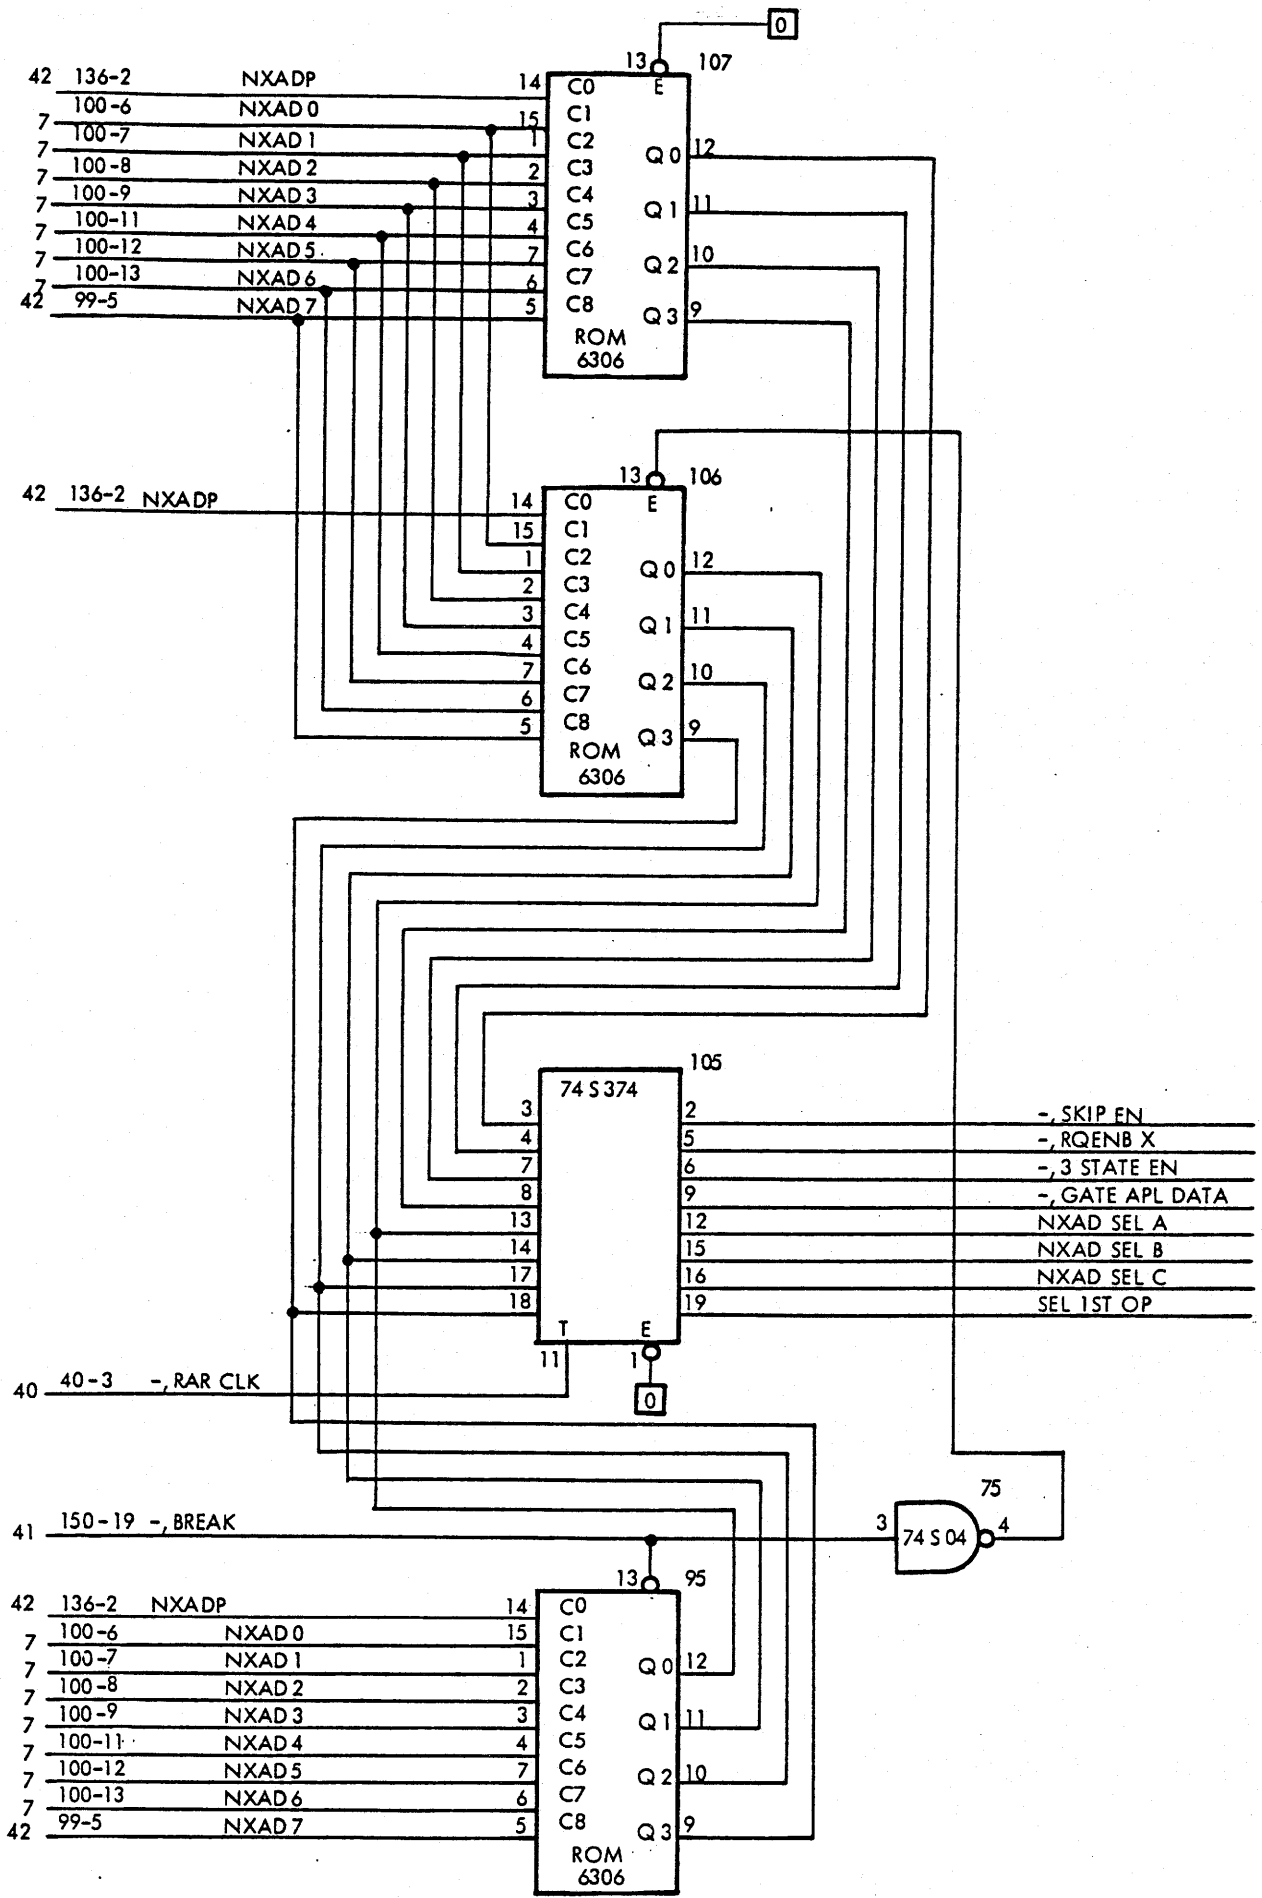 0
13 107
42 136-2 NXADP 14 C0 E
100-6 NXAD 0 C1
7 15
100-7 NXAD 1 1 C2 Q0 12
7
100-8 NXAD 2 2 C3
7
100-9 NXAD 3 3 C4 Q1 11
7
100-11 NXAD 4 4 C5
7
100-12 NXAD 5 7 C6 Q2 10
7
100-13 NXAD 6 6 C7
7
42 99-5 NXAD 7 5 C8 Q3 9
ROM
6306
13 106
42 136-2 NXADP 14 C0 E
15 C1
1 C2 Q0 12
2 C3
3 C4 Q1 11
4 C5
7 C6 Q2 10
6 C7
5 C8 Q3 9
ROM
6306
105
74 S 374
3 2 -, SKIP EN
4 5 -, RQENB X
7 6 -, 3 STATE EN
8 9 -, GATE APL DATA
13 12 NXAD SEL A
14 15 NXAD SEL B
17 16 NXAD SEL C
18 19 SEL 1ST OP
T E
11 1
40 40-3 -, RAR CLK
0
75
41 150-19 -, BREAK 3 74 S 04 4
13 95
42 136-2 NXADP 14 C0
7 100-6 NXAD 0 15 C1
7 100-7 NXAD 1 1 C2 Q0 12
7 100-8 NXAD 2 2 C3
7 100-9 NXAD 3 3 C4 Q1 11
7 100-11 NXAD 4 4 C5
7 100-12 NXAD 5 7 C6 Q2 10
7 100-13 NXAD 6 6 C7
42 99-5 NXAD 7 5 C8 Q3 9
ROM
6306